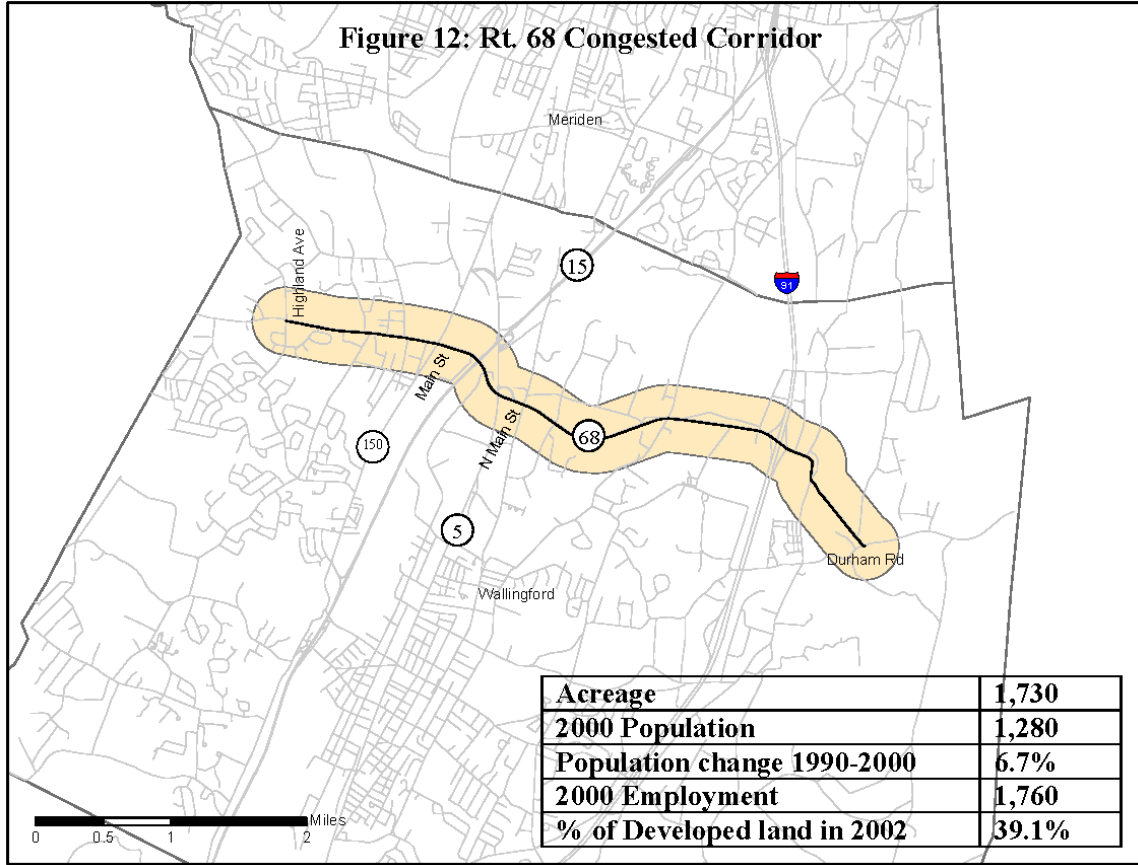 Figure 12: Rt. 68 Congested Corridor
Meriden
Highland Ave
15
91
Main St
N Main St
68
150
5
Durham Rd
Wallingford
Acreage 1,730
2000 Population 1,280
Population change 1990-2000 6.7%
2000 Employment 1,760
% of Developed land in 2002 39.1%
Miles
0 0.5 1 2